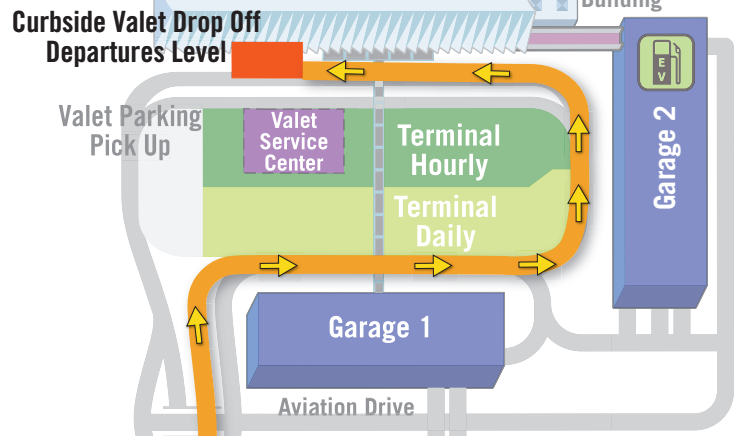 Building
Curbside Valet Drop Off
Departures Level
E
V
Valet Parking
Pick Up
Valet
Service
Center
Terminal
Hourly
Garage 2
Terminal
Daily
Garage 1
Aviation Drive